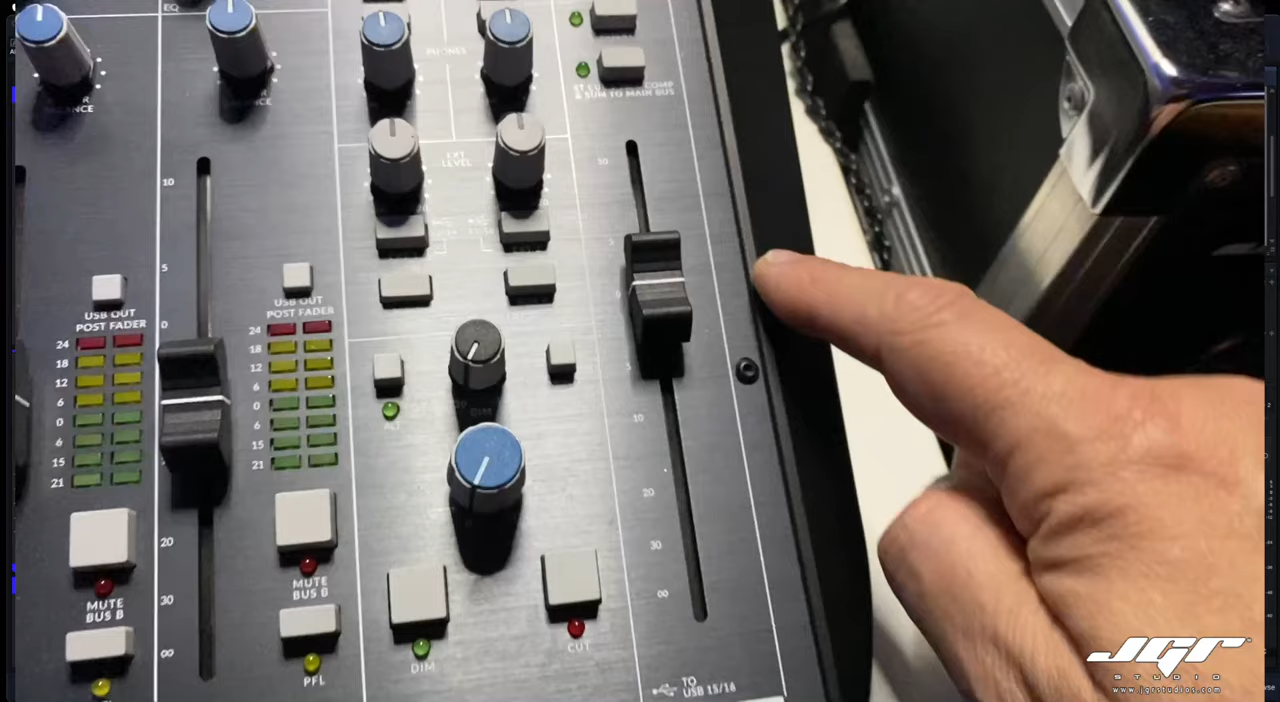 EQ
PHONES
& SUM TO MAIN BUS
EXT
LEVEL
10
10
5
USB OUT
POST FADER
USB OUT
POST FADER
24
18
12
6
0
6
15
21
0
24
18
12
6
0
6
15
21
DIM
10
20
30
∞
20
30
∞
MUTE
BUS B
MUTE
BUS B
PFL
DIM
CUT
TO
USB 15/16
JGR
STUDIO
www.jgrstudios.com